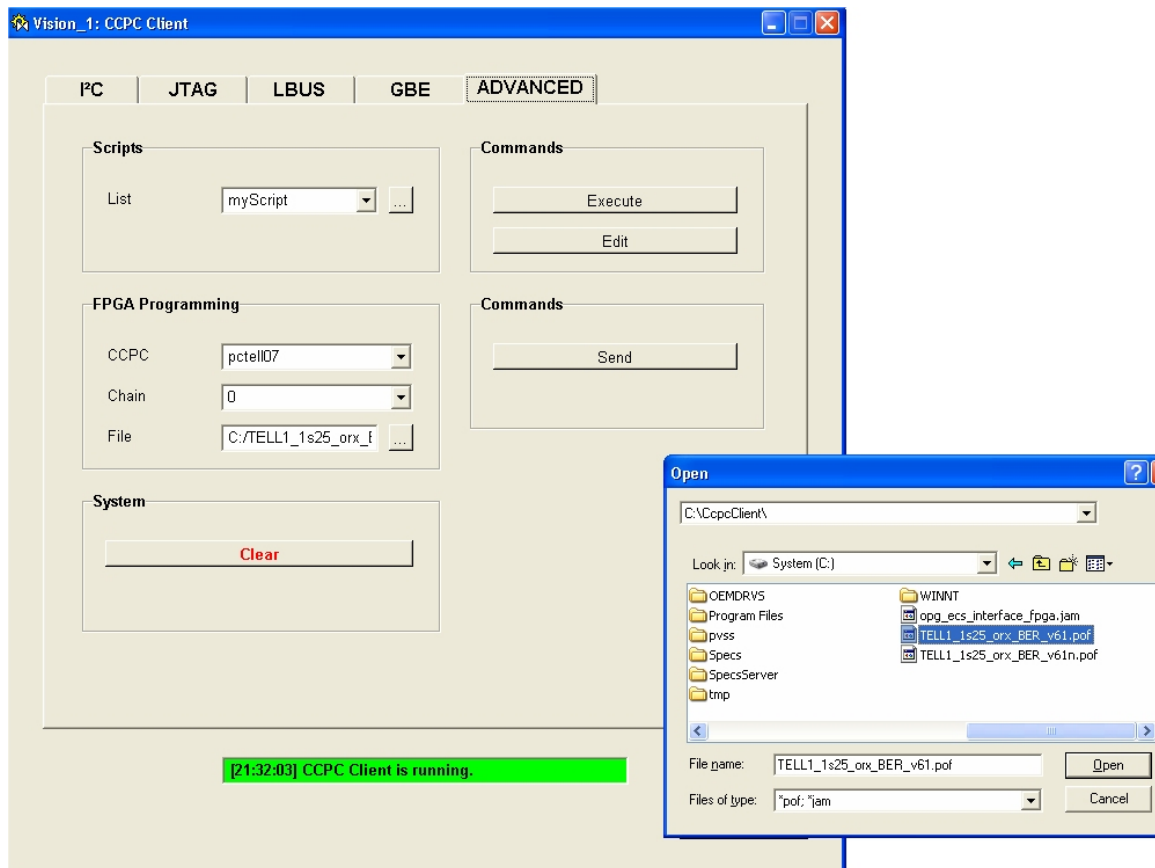 Vision_1: CCPC Client
I²C JTAG LBUS GBE ADVANCED
Scripts
List myScript ...
Commands
Execute
Edit
FPGA Programming
CCPC pctell07
Chain 0
File C:/TELL1_1s25_orx_E ...
Commands
Send
System
Clear
[21:32:03] CCPC Client is running.
Open
C:\CcpcClient\
Look in: System (C:)
OEMDRVS
Program Files
pvss
Specs
SpecsServer
tmp
WINNT
opg_ecs_interface_fpga.jam
TELL1_1s25_orx_BER_v61.pof
TELL1_1s25_orx_BER_v61n.pof
File name: TELL1_1s25_orx_BER_v61.pof Open
Files of type: *pof; *jam Cancel